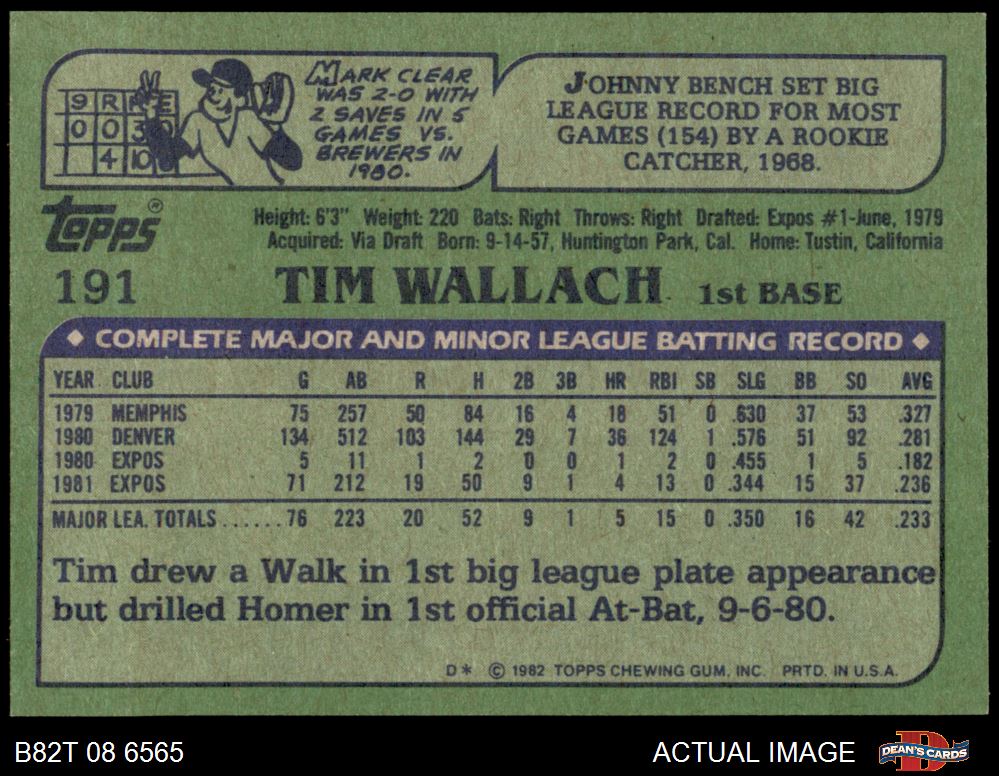 9 R H E
0 0 3
4 10
MARK CLEAR
WAS 2-0 WITH
2 SAVES IN 5
GAMES VS.
BREWERS IN
1980.
JOHNNY BENCH SET BIG
LEAGUE RECORD FOR MOST
GAMES (154) BY A ROOKIE
CATCHER, 1968.
Topps®
Height: 6'3" Weight: 220 Bats: Right Throws: Right Drafted: Expos #1-June, 1979
Acquired: Via Draft Born: 9-14-57, Huntington Park, Cal. Home: Tustin, California
191 TIM WALLACH 1st BASE
◆ COMPLETE MAJOR AND MINOR LEAGUE BATTING RECORD ◆
YEAR CLUB G AB R H 2B 3B HR RBI SB SLG BB SO AVG
1979 MEMPHIS 75 257 50 84 16 4 18 51 0 .630 37 53 .327
1980 DENVER 134 512 103 144 29 7 36 124 1 .576 51 92 .281
1980 EXPOS 5 11 1 2 0 0 1 2 0 .455 1 5 .182
1981 EXPOS 71 212 19 50 9 1 4 13 0 .344 15 37 .236
MAJOR LEA. TOTALS ...... 76 223 20 52 9 1 5 15 0 .350 16 42 .233
Tim drew a Walk in 1st big league plate appearance
but drilled Homer in 1st official At-Bat, 9-6-80.
D* © 1982 TOPPS CHEWING GUM, INC. PRTD. IN U.S.A.
B82T 08 6565 ACTUAL IMAGE DEAN'S CARDS